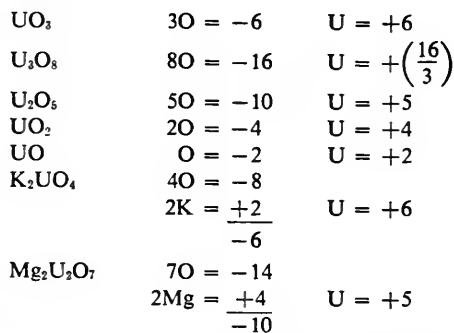 UO₃ 3O = −6 U = +6
U₃O₈ 8O = −16 U = +(16/3)
U₂O₅ 5O = −10 U = +5
UO₂ 2O = −4 U = +4
UO O = −2 U = +2
K₂UO₄ 4O = −8
2K = +2 U = +6
−6
Mg₂U₂O₇ 7O = −14
2Mg = +4 U = +5
−10